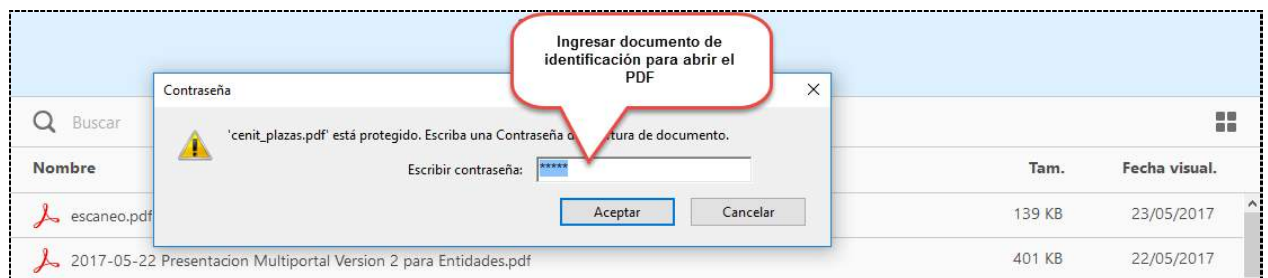 Ingresar documento de
identificación para abrir el
PDF
Contraseña
Buscar
'cenit_plazas.pdf' está protegido. Escriba una Contraseña de apertura de documento.
Escribir contraseña: *****
Nombre
Tam.
Fecha visual.
Aceptar
Cancelar
escaneo.pdf
139 KB
23/05/2017
2017-05-22 Presentacion Multiportal Version 2 para Entidades.pdf
401 KB
22/05/2017